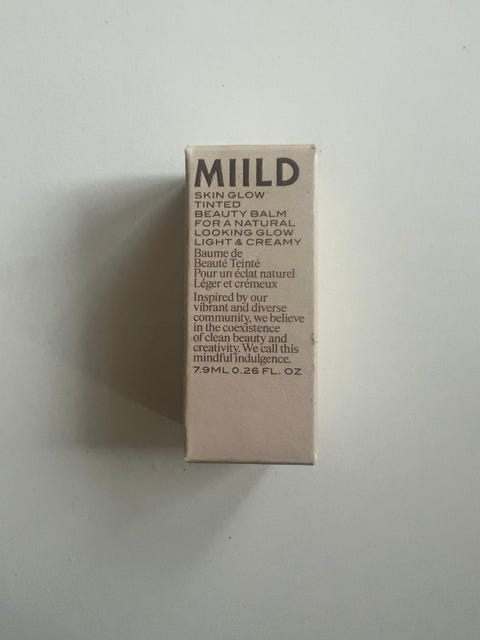 MIILD
SKIN GLOW
TINTED
BEAUTY BALM
FOR A NATURAL
LOOKING GLOW
LIGHT & CREAMY
Baume de
Beauté Teinté
Pour un éclat naturel
Léger et crémeux
Inspired by our
vibrant and diverse
community, we believe
in the coexistence
of clean beauty and
creativity. We call this
mindful indulgence.
7.9ML 0.26 FL. OZ